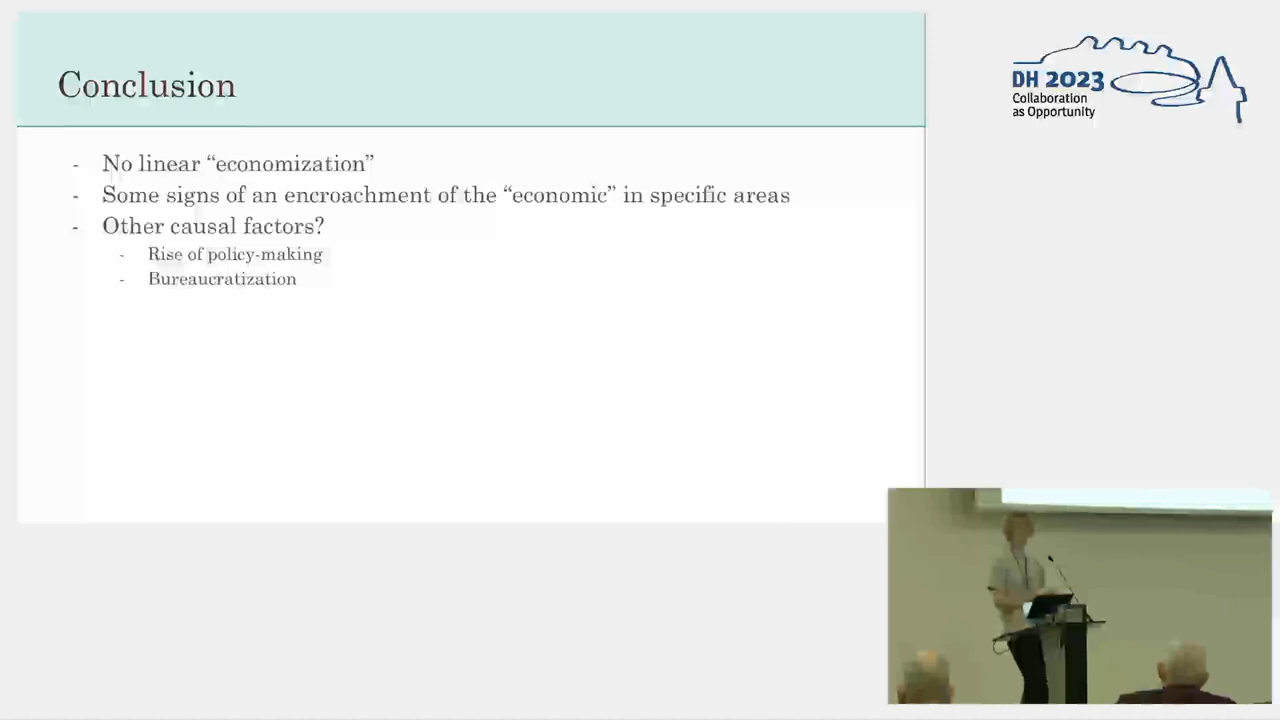 Conclusion
- No linear “economization”
- Some signs of an encroachment of the “economic” in specific areas
- Other causal factors?
- Rise of policy-making
- Bureaucratization
DH 2023
Collaboration
as Opportunity